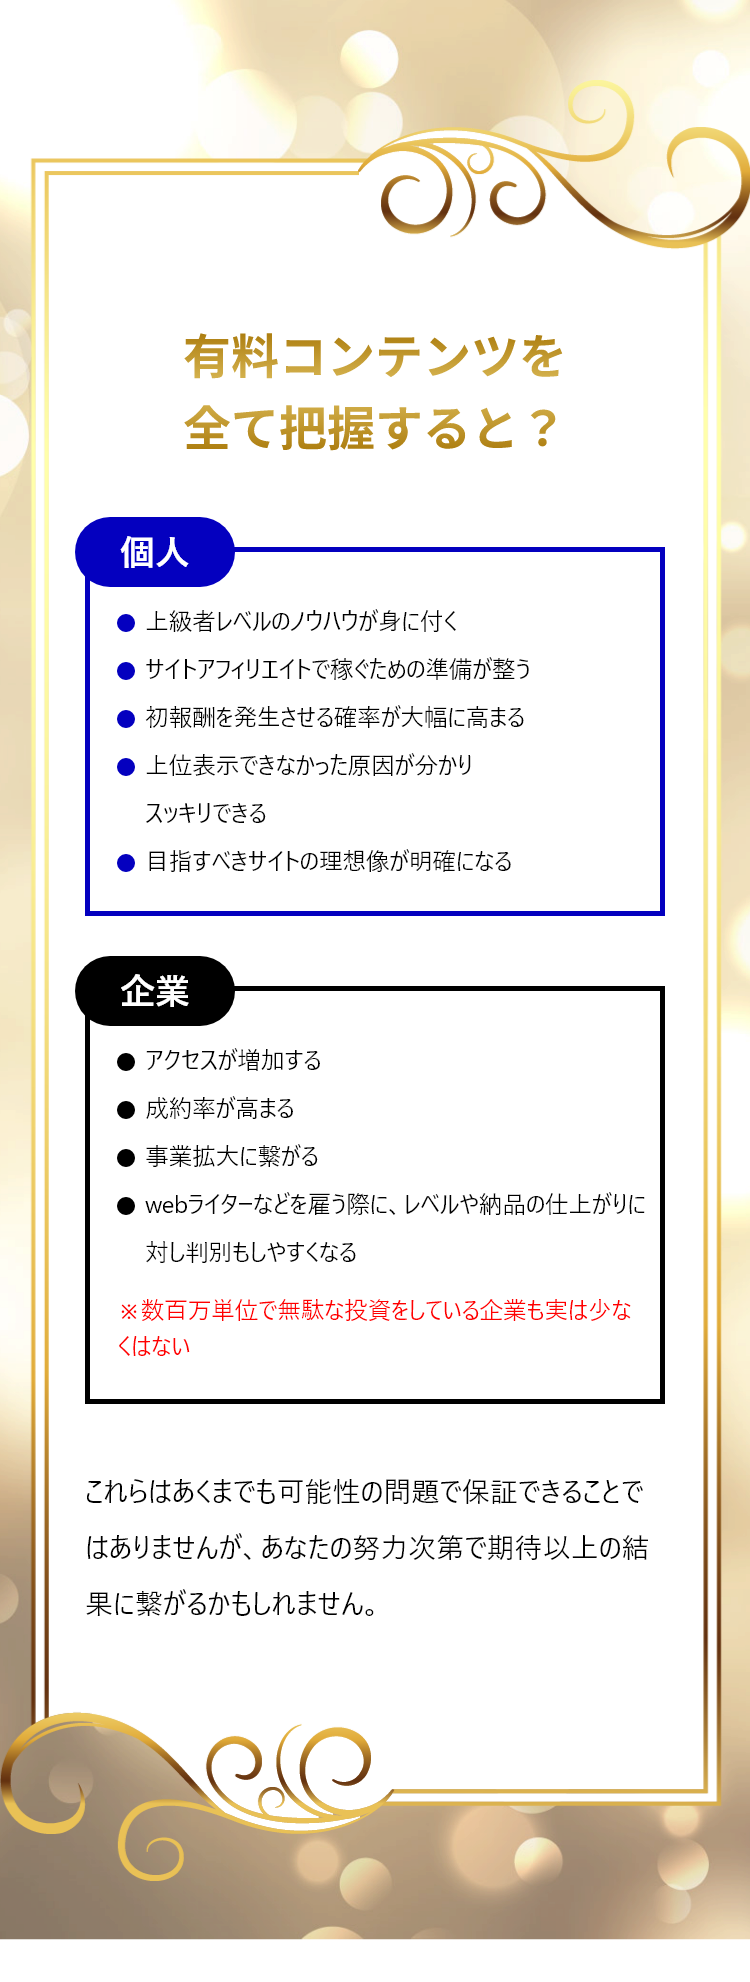 有料コンテンツを
全て把握すると？
個人
● 上級者レベルのノウハウが身に付く
● サイトアフィリエイトで稼ぐための準備が整う
● 初報酬を発生させる確率が大幅に高まる
● 上位表示できなかった原因が分かり
スッキリできる
● 目指すべきサイトの理想像が明確になる
企業
● アクセスが増加する
● 成約率が高まる
● 事業拡大に繋がる
● webライターなどを雇う際に、レベルや納品の仕上がりに
対し判別もしやすくなる
※数百万単位で無駄な投資をしている企業も実は少な
くはない
これらはあくまでも可能性の問題で保証できることで
はありませんが、あなたの努力次第で期待以上の結
果に繋がるかもしれません。